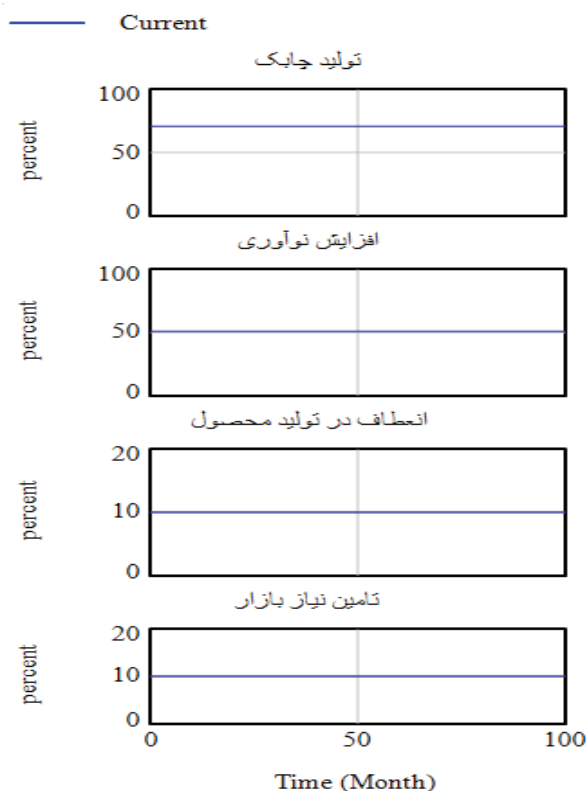 Current
تولید چابک
100
50
0
percent
افزایش نوآوری
100
50
0
percent
انعطاف در تولید محصول
20
10
0
percent
تامین نیاز بازار
20
10
0
percent
0 50 100
Time (Month)